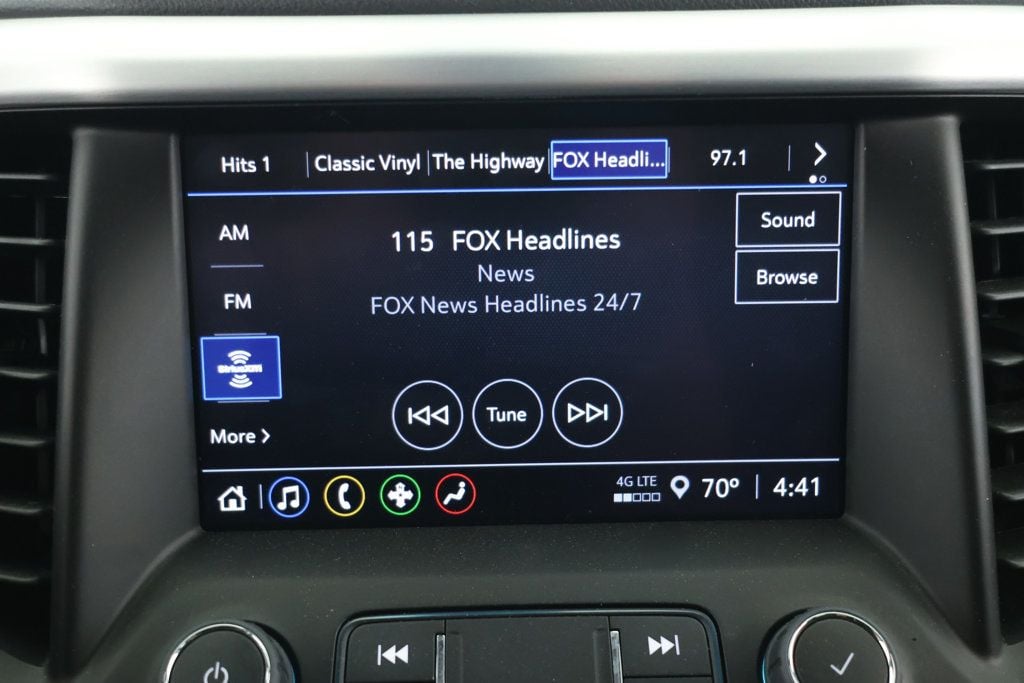 Hits 1 Classic Vinyl The Highway FOX Headli... 97.1
AM
FM
SiriusXM
More
115 FOX Headlines
News
FOX News Headlines 24/7
Tune
Sound
Browse
4G LTE
70° 4:41